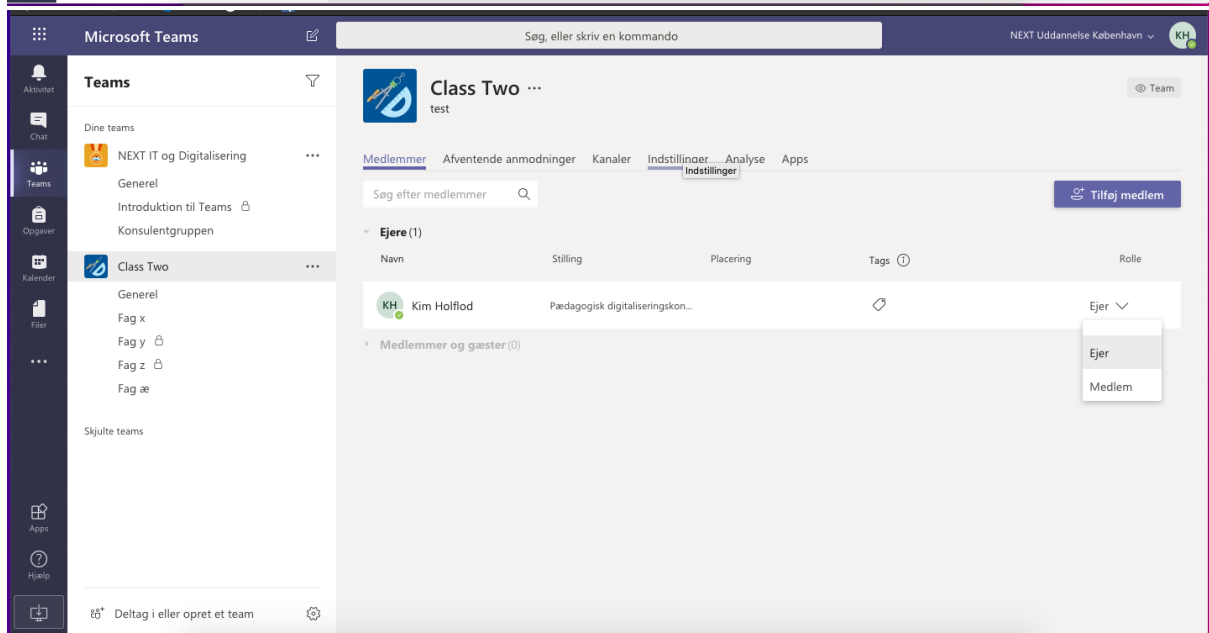 Microsoft Teams
Søg, eller skriv en kommando
NEXT Uddannelse København
KH
Aktivitet
Chat
Teams
Opgaver
Kalender
Filer
Apps
Hjælp
Teams
Dine teams
NEXT IT og Digitalisering
Generel
Introduktion til Teams
Konsulentgruppen
Class Two
Generel
Fag x
Fag y
Fag z
Fag æ
Skjulte teams
Deltag i eller opret et team
Class Two
test
Team
Medlemmer Afventende anmodninger Kanaler Indstillinger Analyse Apps
Indstillinger
Søg efter medlemmer
Tilføj medlem
Ejere (1)
Navn Stilling Placering Tags Rolle
KH Kim Holflod Pædagogisk digitaliseringskon... Ejer
Medlemmer og gæster (0)
Ejer
Medlem